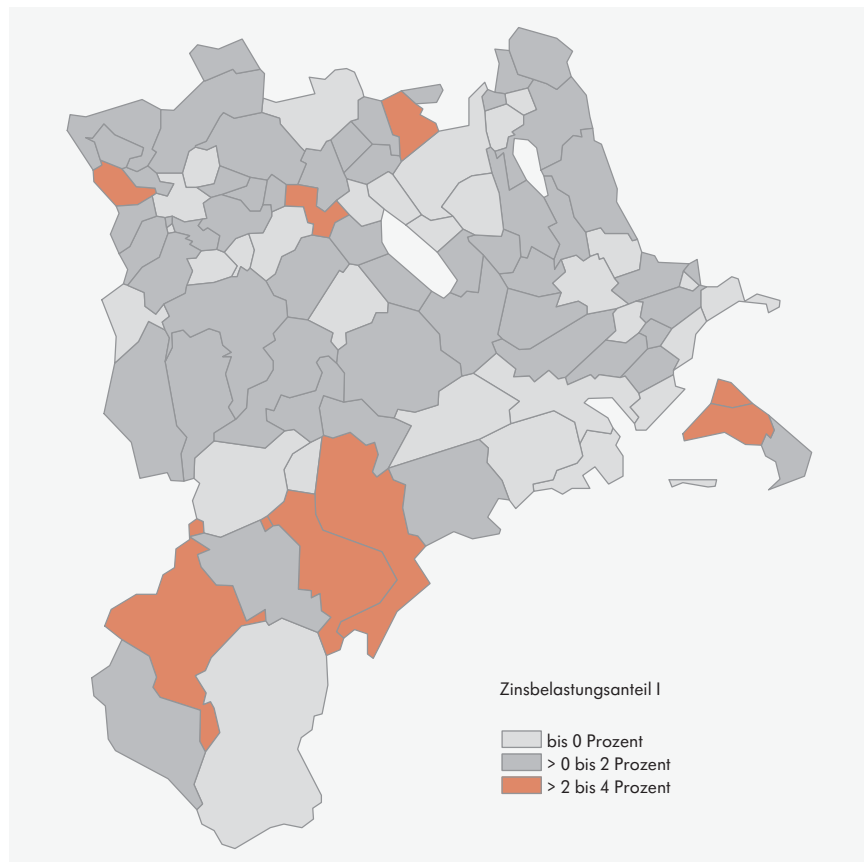 Zinsbelastungsanteil I
bis 0 Prozent
> 0 bis 2 Prozent
> 2 bis 4 Prozent